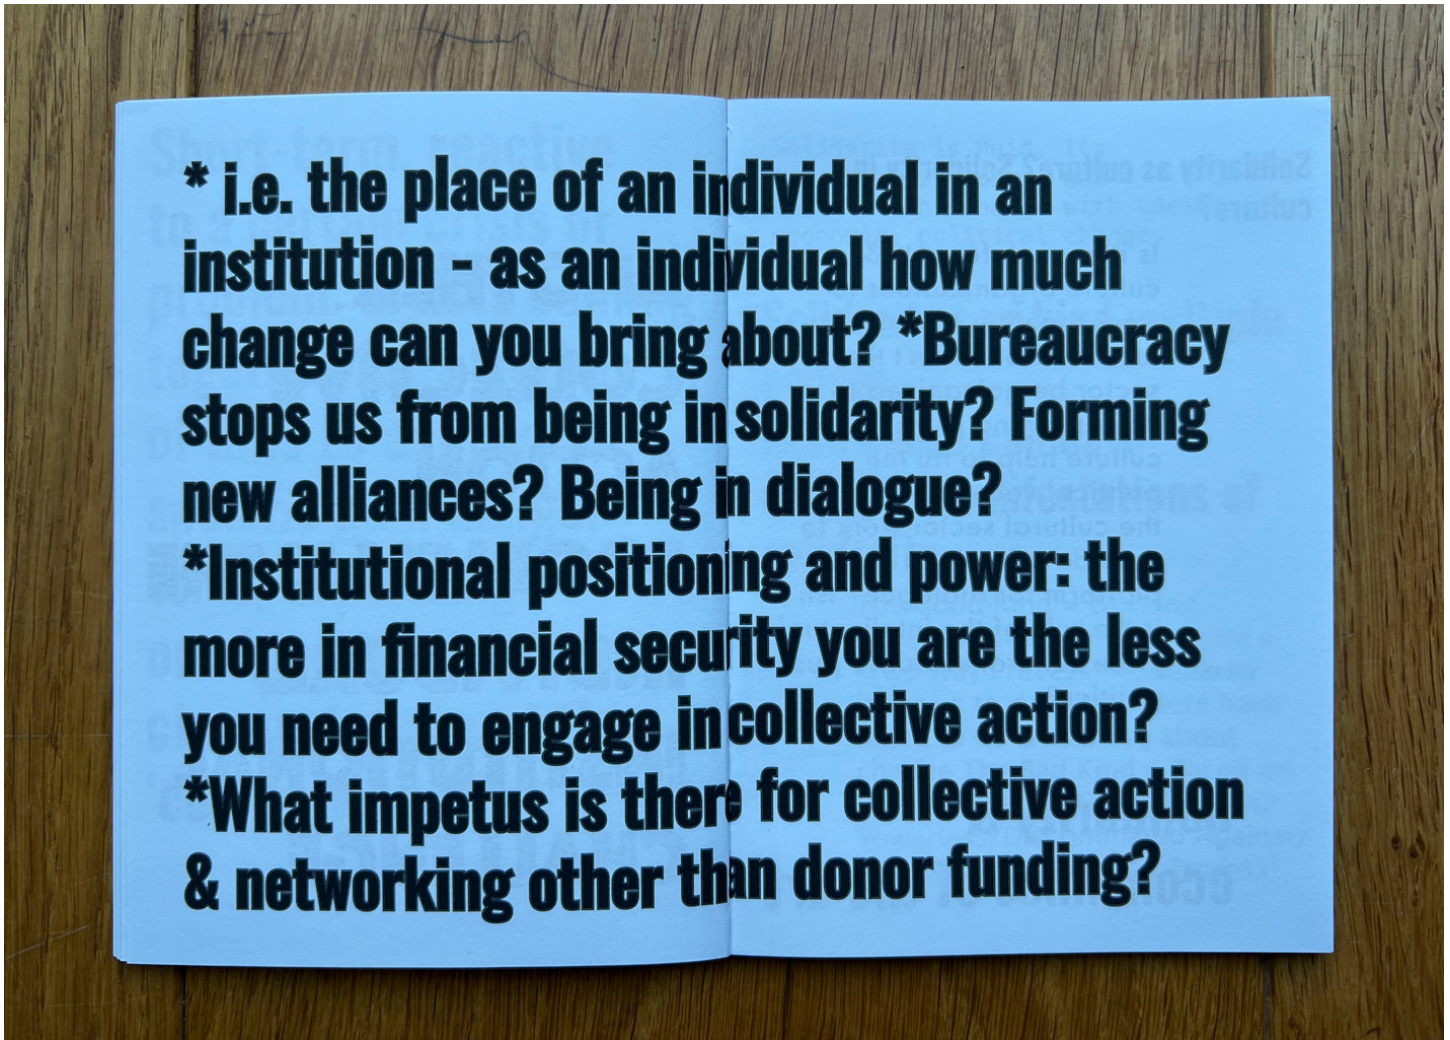 * i.e. the place of an individual in an
institution - as an individual how much
change can you bring about? *Bureaucracy
stops us from being in solidarity? Forming
new alliances? Being in dialogue?
*Institutional positioning and power: the
more in financial security you are the less
you need to engage in collective action?
*What impetus is there for collective action
& networking other than donor funding?